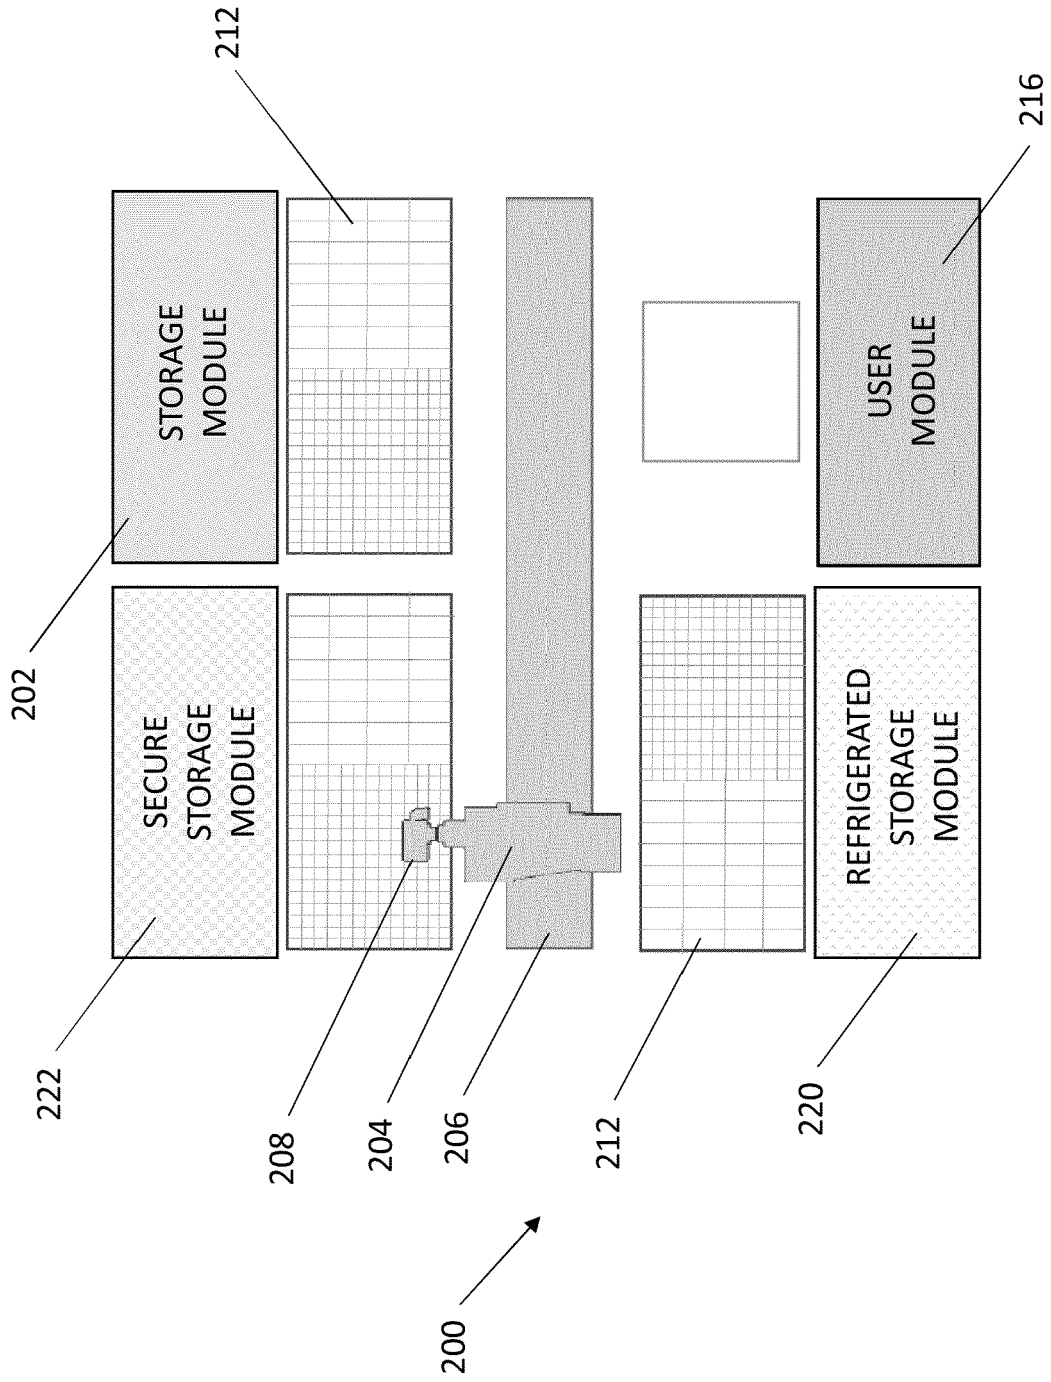 202
222
SECURE
STORAGE
MODULE
STORAGE
MODULE
212
208
204
206
200
212
220
REFRIGERATED
STORAGE
MODULE
USER
MODULE
216